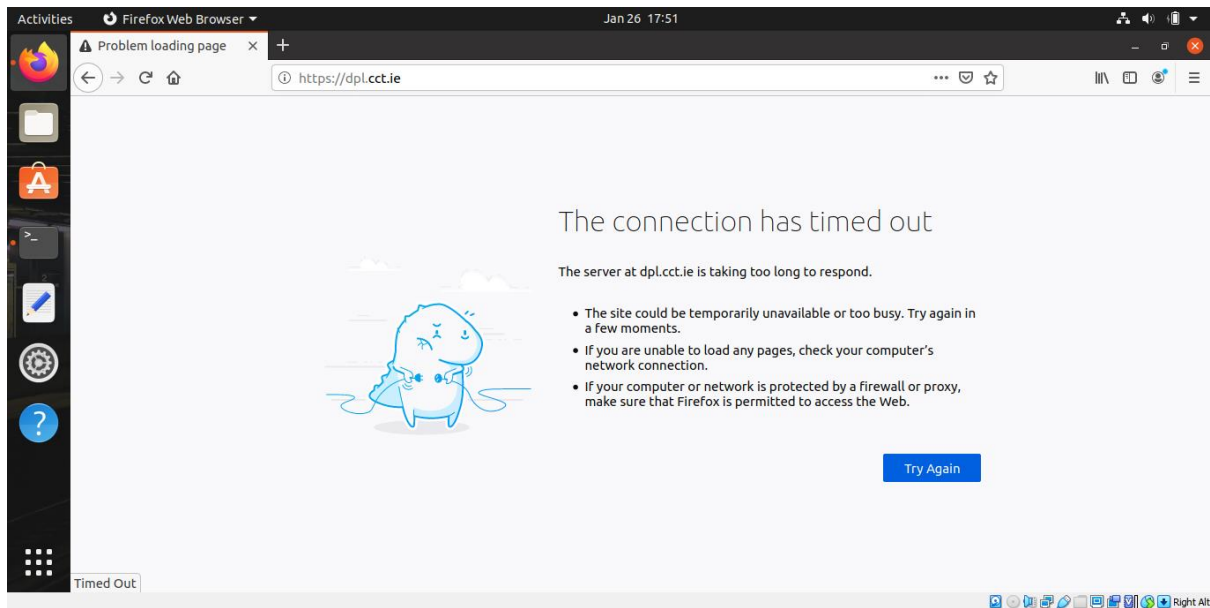 Activities
Firefox Web Browser
Jan 26 17:51
Problem loading page
https://dpl.cct.ie
The connection has timed out
The server at dpl.cct.ie is taking too long to respond.
• The site could be temporarily unavailable or too busy. Try again in
a few moments.
• If you are unable to load any pages, check your computer's
network connection.
• If your computer or network is protected by a firewall or proxy,
make sure that Firefox is permitted to access the Web.
Try Again
Timed Out
Right Alt